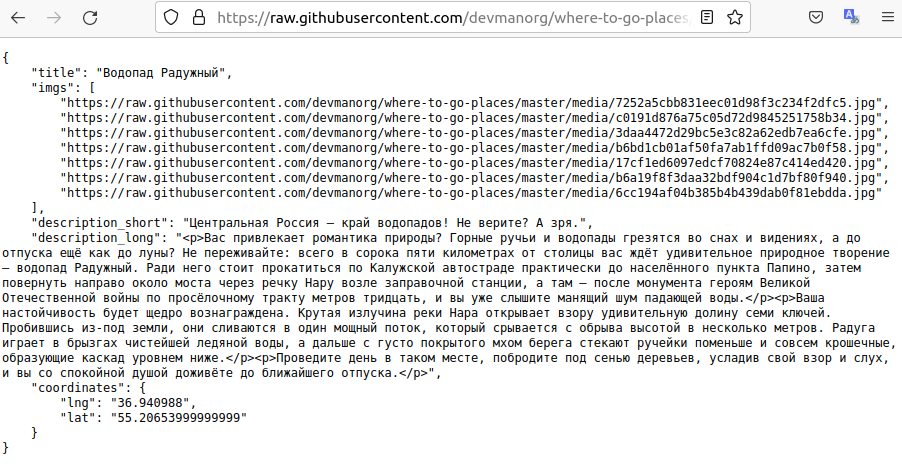 https://raw.githubusercontent.com/devmanorg/where-to-go-places
{
"title": "Водопад Радужный",
"imgs": [
"https://raw.githubusercontent.com/devmanorg/where-to-go-places/master/media/7252a5cbb831eec01d98f3c234f2dfc5.jpg",
"https://raw.githubusercontent.com/devmanorg/where-to-go-places/master/media/c0191d876a75c05d72d9845251758b34.jpg",
"https://raw.githubusercontent.com/devmanorg/where-to-go-places/master/media/3daa4472d29bc5e3c82a62edb7ea6cfe.jpg",
"https://raw.githubusercontent.com/devmanorg/where-to-go-places/master/media/b6bd1cb01af50fa7ab1ffd09ac7b0f58.jpg",
"https://raw.githubusercontent.com/devmanorg/where-to-go-places/master/media/17cf1ed6097edcf70824e87c414ed420.jpg",
"https://raw.githubusercontent.com/devmanorg/where-to-go-places/master/media/b6a19f8f3daa32bdf904c1d7bf80f940.jpg",
"https://raw.githubusercontent.com/devmanorg/where-to-go-places/master/media/6cc194af04b385b4b439dab0f81ebdda.jpg"
],
"description_short": "Центральная Россия — край водопадов! Не верите? А зря.",
"description_long": "<p>Вас привлекает романтика природы? Горные ручьи и водопады грезятся во снах и видениях, а до
отпуска ещё как до луны? Не переживайте: всего в сорока пяти километрах от столицы вас ждёт удивительное природное творение
— водопад Радужный. Ради него стоит прокатиться по Калужской автостраде практически до населённого пункта Папино, затем
повернуть направо около моста через речку Нару возле заправочной станции, а там — после монумента героям Великой
Отечественной войны по просёлочному тракту метров тридцать, и вы уже слышите манящий шум падающей воды.</p><p>Ваша
настойчивость будет щедро вознаграждена. Крутая излучина реки Нара открывает взору удивительную долину семи ключей.
Пробившись из-под земли, они сливаются в один мощный поток, который срывается с обрыва высотой в несколько метров. Радуга
играет в брызгах чистейшей ледяной воды, а дальше с густо покрытого мхом берега стекают ручейки поменьше и совсем крошечные,
образующие каскад уровнем ниже.</p><p>Проведите день в таком месте, побродите под сенью деревьев, усладив свой взор и слух,
и вы со спокойной душой доживёте до ближайшего отпуска.</p>",
"coordinates": {
"lng": "36.940988",
"lat": "55.20653999999999"
}
}